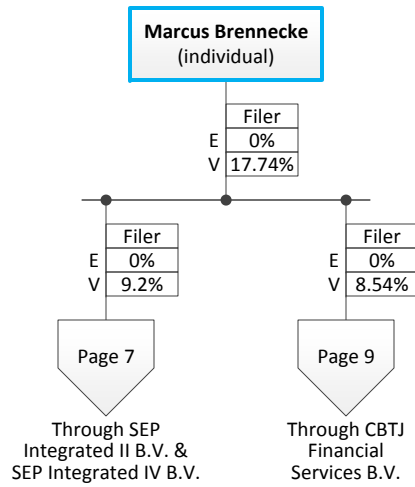 Marcus Brennecke
(individual)
Filer
E 0%
V 17.74%
Filer
E 0%
V 9.2%
Filer
E 0%
V 8.54%
Page 7
Page 9
Through SEP
Integrated II B.V. &
SEP Integrated IV B.V.
Through CBTJ
Financial
Services B.V.